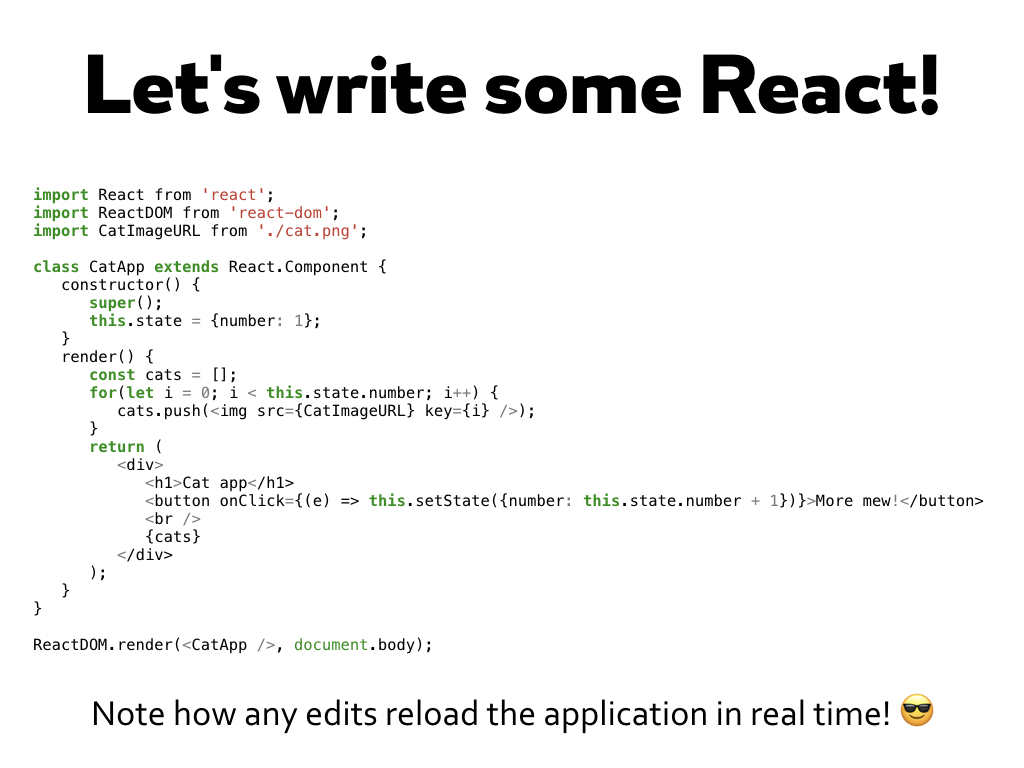 Let's write some React!
import React from 'react';
import ReactDOM from 'react-dom';
import CatImageURL from './cat.png';
class CatApp extends React.Component {
   constructor() {
      super();
      this.state = {number: 1};
   }
   render() {
      const cats = [];
      for(let i = 0; i < this.state.number; i++) {
         cats.push(<img src={CatImageURL} key={i} />);
      }
      return (
         <div>
            <h1>Cat app</h1>
            <button onClick={(e) => this.setState({number: this.state.number + 1})}>More mew!</button>
            <br />
            {cats}
         </div>
      );
   }
}
ReactDOM.render(<CatApp />, document.body);
Note how any edits reload the application in real time! 😎